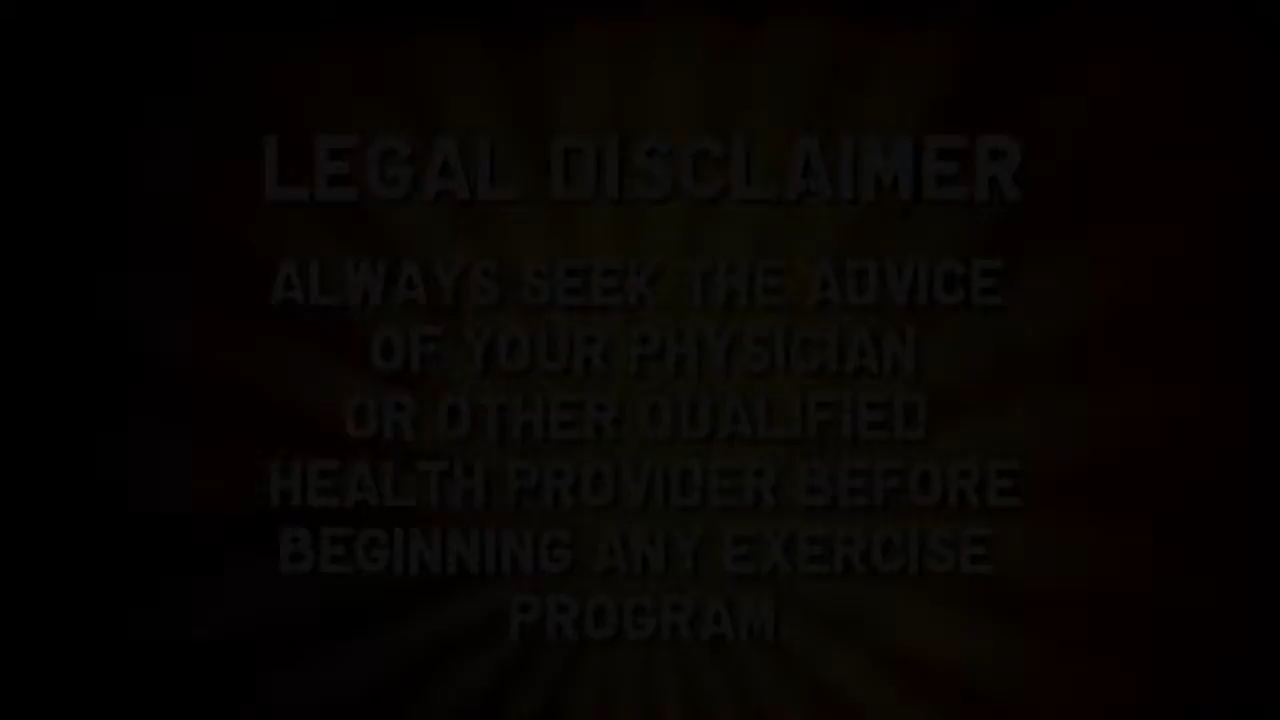 LEGAL DISCLAIMER
ALWAYS SEEK THE ADVICE
OF YOUR PHYSICIAN
OR OTHER QUALIFIED
HEALTH PROVIDER BEFORE
BEGINNING ANY EXERCISE
PROGRAM.